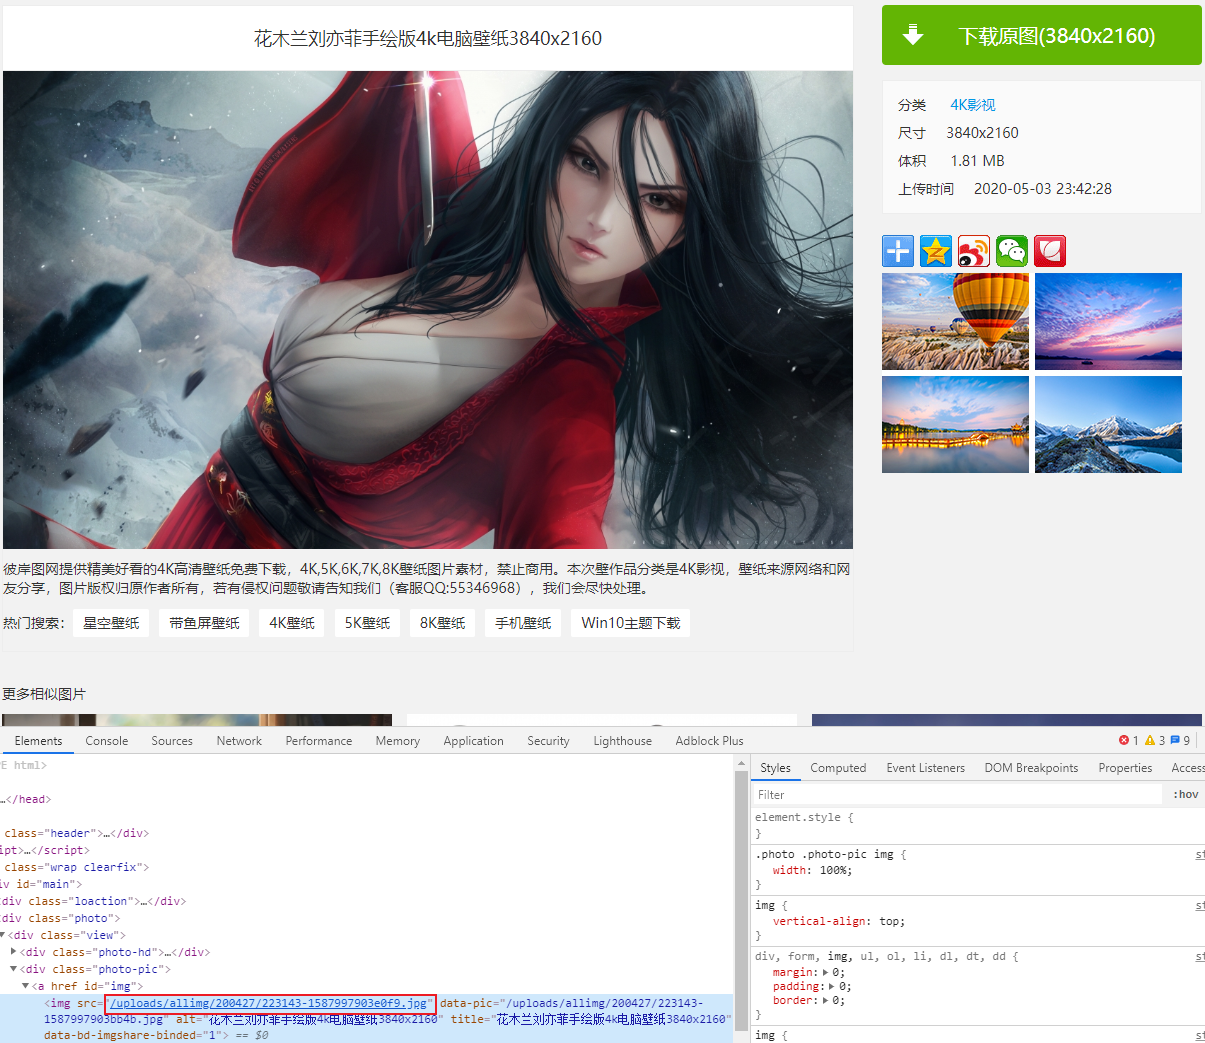 花木兰刘亦菲手绘版4k电脑壁纸3840x2160
下载原图(3840x2160)
分类 4K影视
尺寸 3840x2160
体积 1.81 MB
上传时间 2020-05-03 23:42:28
彼岸图网提供精美好看的4K高清壁纸免费下载，4K,5K,6K,7K,8K壁纸图片素材，禁止商用。本次壁作品分类是4K影视，壁纸来源网络和网
友分享，图片版权归原作者所有，若有侵权问题敬请告知我们（客服QQ:55346968），我们会尽快处理。
热门搜索： 星空壁纸 带鱼屏壁纸 4K壁纸 5K壁纸 8K壁纸 手机壁纸 Win10主题下载
更多相似图片
Elements Console Sources Network Performance Memory Application Security Lighthouse Adblock Plus 1 3 9
E html>
…</head>
class="header">…</div>
ipt>…</script>
class="wrap clearfix">
iv id="main">
div class="loaction">…</div>
div class="photo">
<div class="view">
<div class="photo-hd">…</div>
<div class="photo-pic">
<a href id="img">
<img src="/uploads/allimg/200427/223143-1587997903e0f9.jpg" data-pic="/uploads/allimg/200427/223143-
1587997903bb4b.jpg" alt="花木兰刘亦菲手绘版4k电脑壁纸3840x2160" title="花木兰刘亦菲手绘版4k电脑壁纸3840x2160"
data-bd-imgshare-binded="1"> == $0
Styles Computed Event Listeners DOM Breakpoints Properties Access
Filter :hov
element.style {
}
.photo .photo-pic img { st
width: 100%;
}
img { st
vertical-align: top;
}
div, form, img, ul, ol, li, dl, dt, dd { st
margin: 0;
padding: 0;
border: 0;
}
img { st